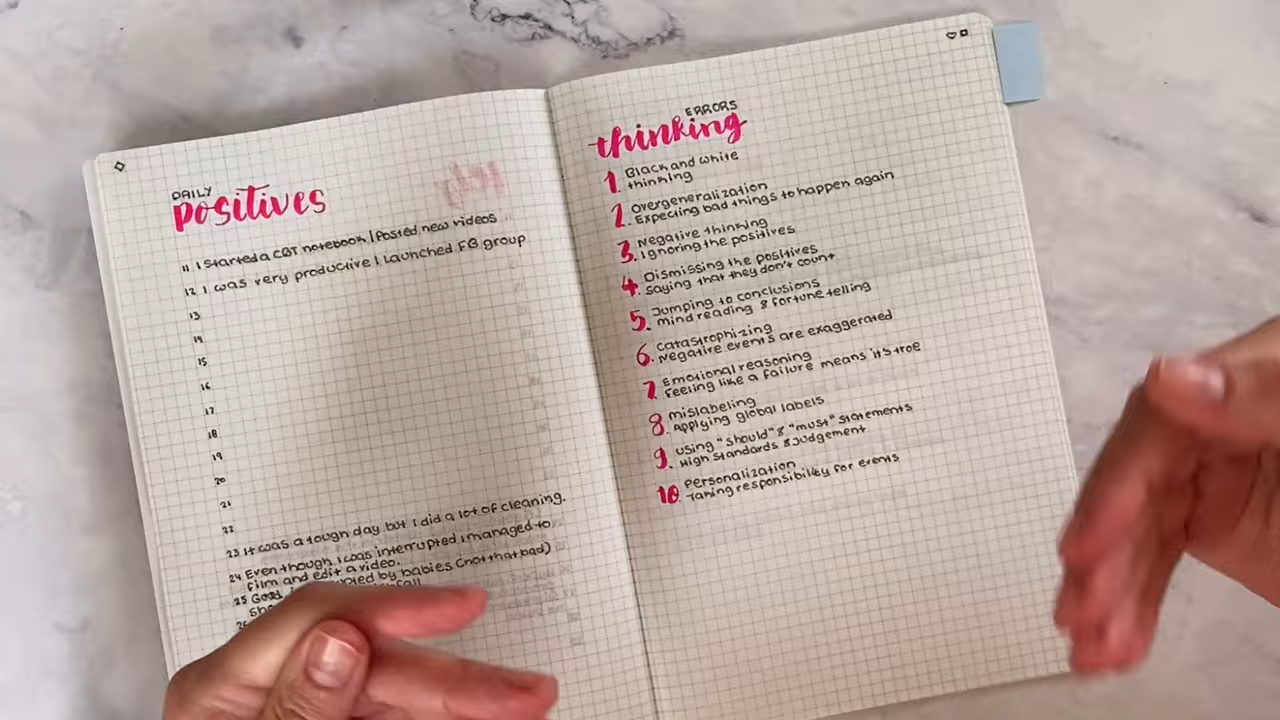 DAILY
positives
11 I started a CBT notebook | Posted new videos
12 I was very productive | Launched FB group
13
14
15
16
17
18
19
20
21
22
23 It was a tough day but I did a lot of cleaning.
24 Even though I was interrupted I managed to
film and edit a video.
25 Good by babies (not that bad)
26
ERRORS
thinking
1. Black and white
thinking
2. Overgeneralization
Expecting bad things to happen again
3. Negative thinking
Ignoring the positives
4. Dismissing the positives
Saying that they don't count
5. Jumping to conclusions
mind reading & fortune telling
6. Catastrophizing
Negative events are exaggerated
7. Emotional reasoning
Feeling like a failure means it's true
8. mislabeling
Applying global labels
9. Using "should" & "must" statements
High standards & judgement
10. Personalization
Taking responsibility for events